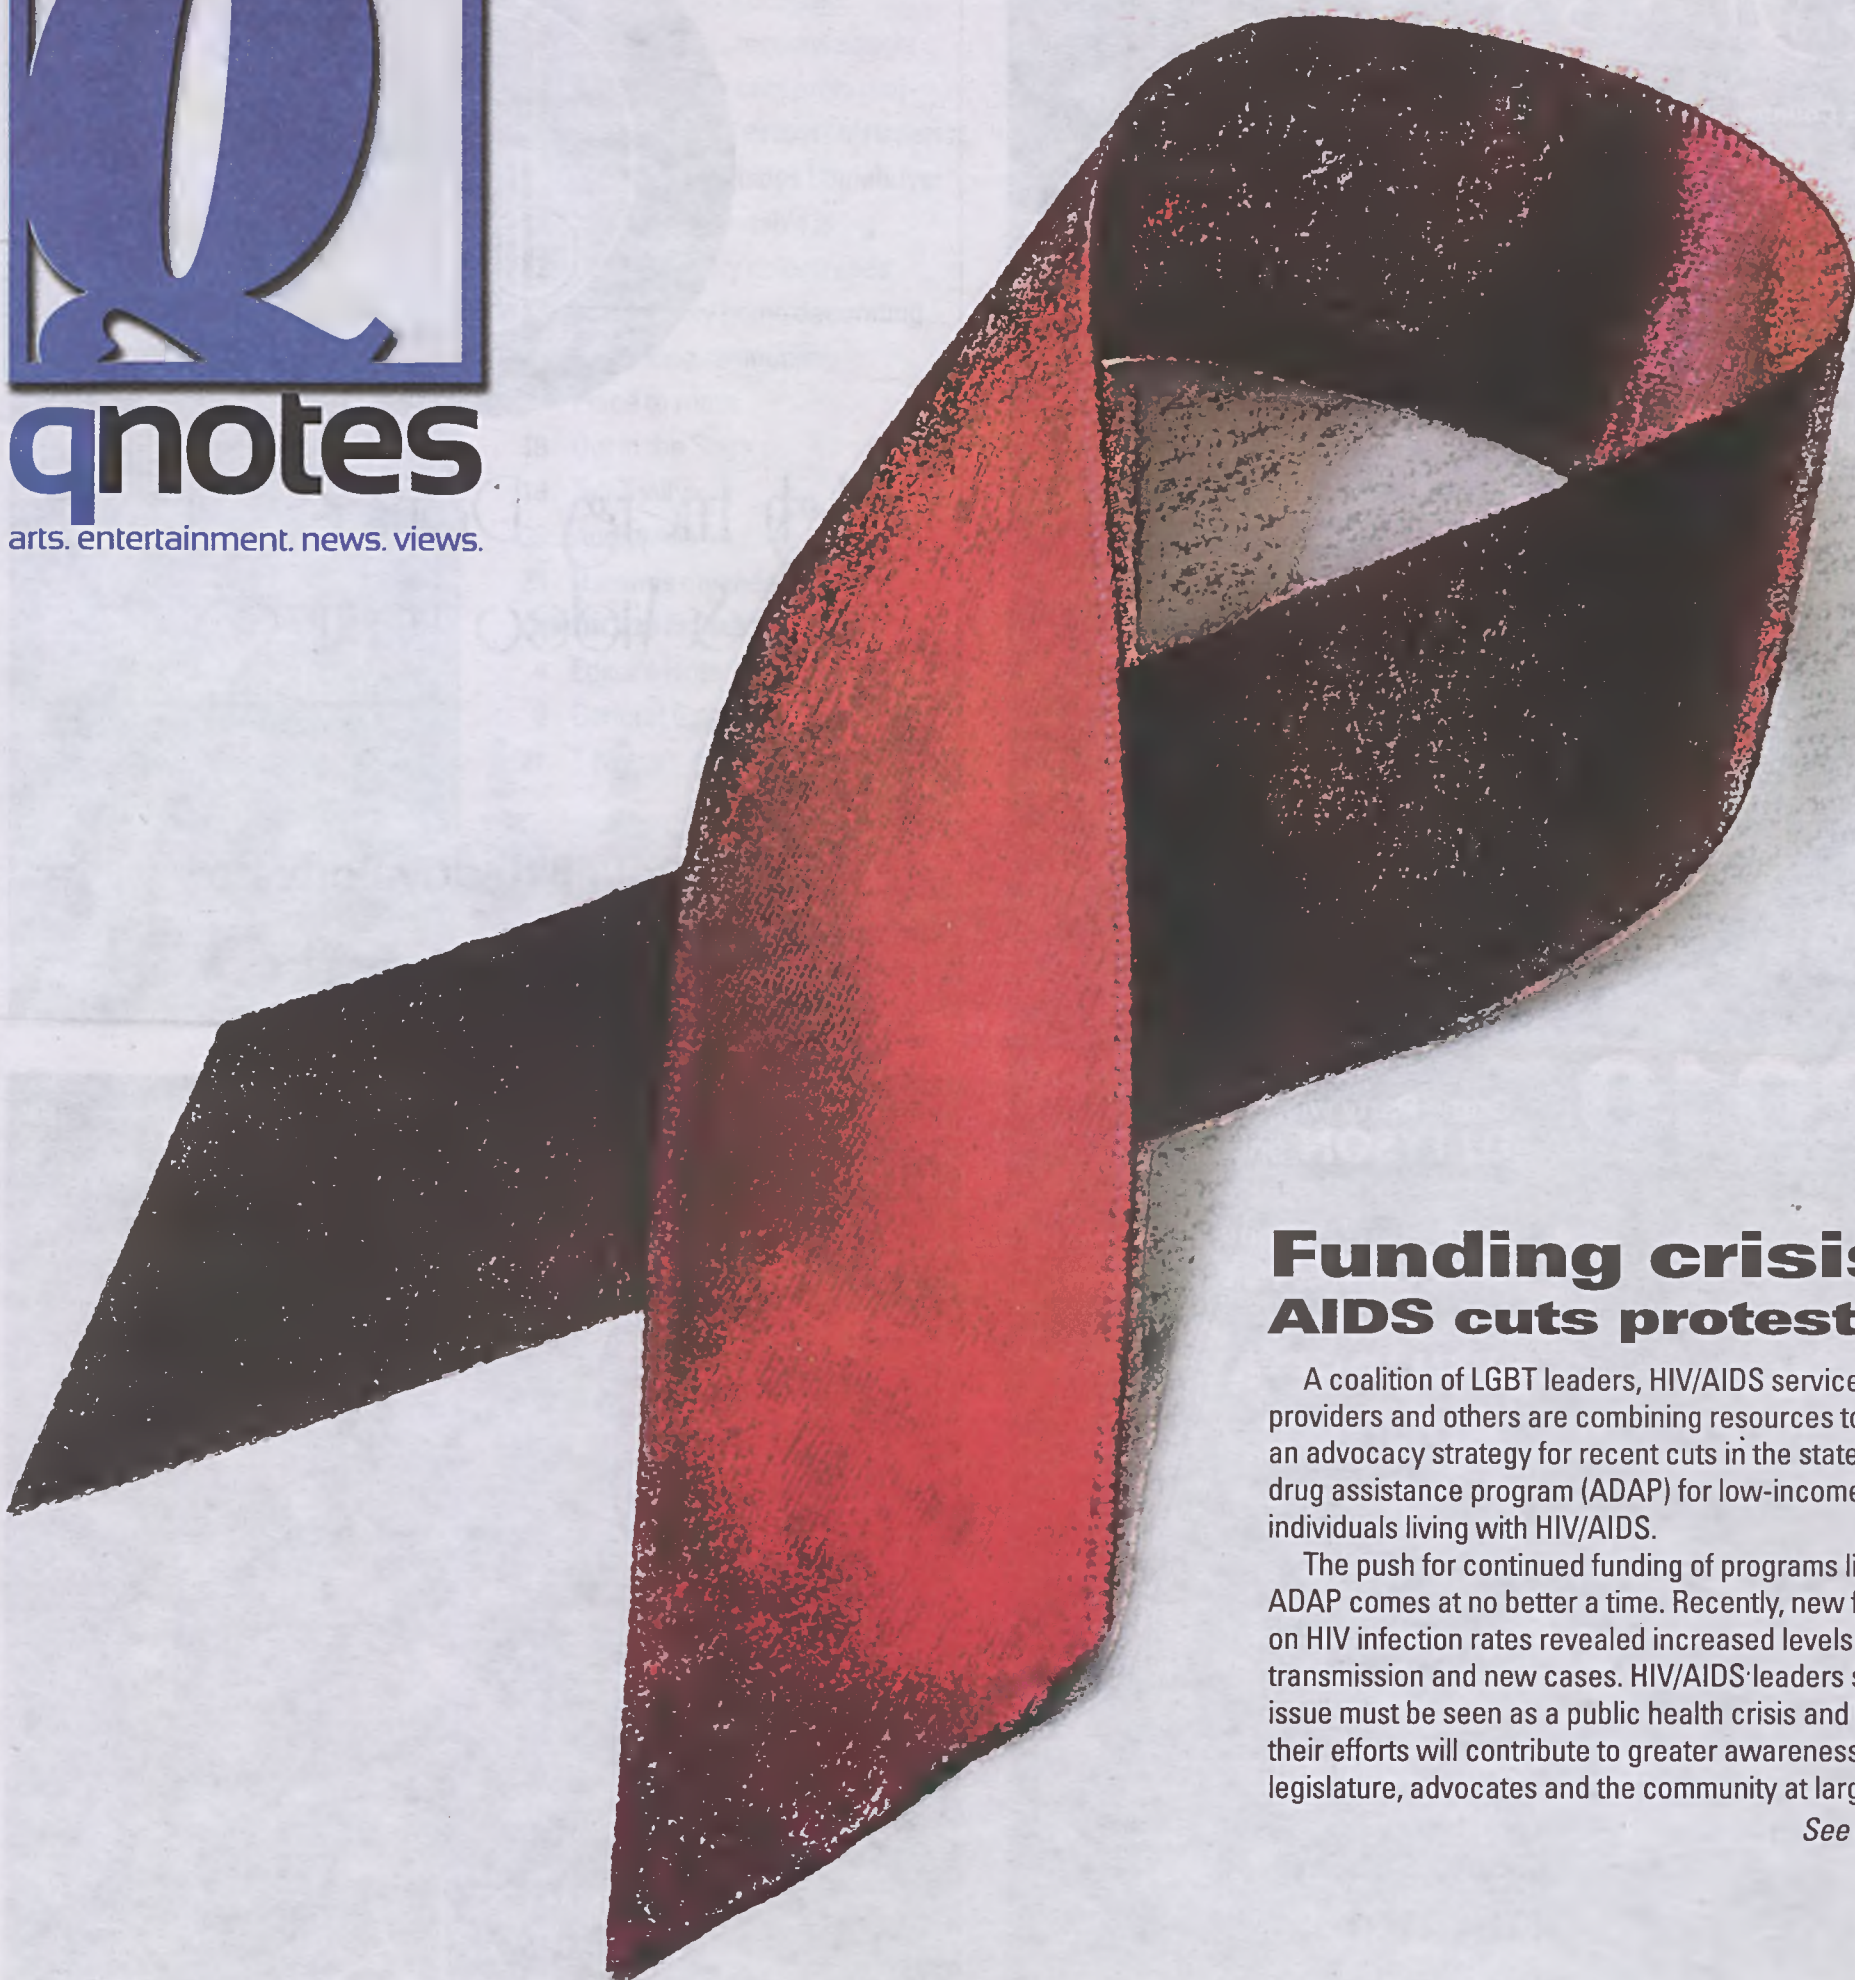 Q
qnotes
arts. entertainment. news. views.
Funding crisis
AIDS cuts protest
A coalition of LGBT leaders, HIV/AIDS service
providers and others are combining resources to
an advocacy strategy for recent cuts in the state
drug assistance program (ADAP) for low-income
individuals living with HIV/AIDS.
The push for continued funding of programs li
ADAP comes at no better a time. Recently, new f
on HIV infection rates revealed increased levels
transmission and new cases. HIV/AIDS leaders s
issue must be seen as a public health crisis and
their efforts will contribute to greater awareness
legislature, advocates and the community at larg
See